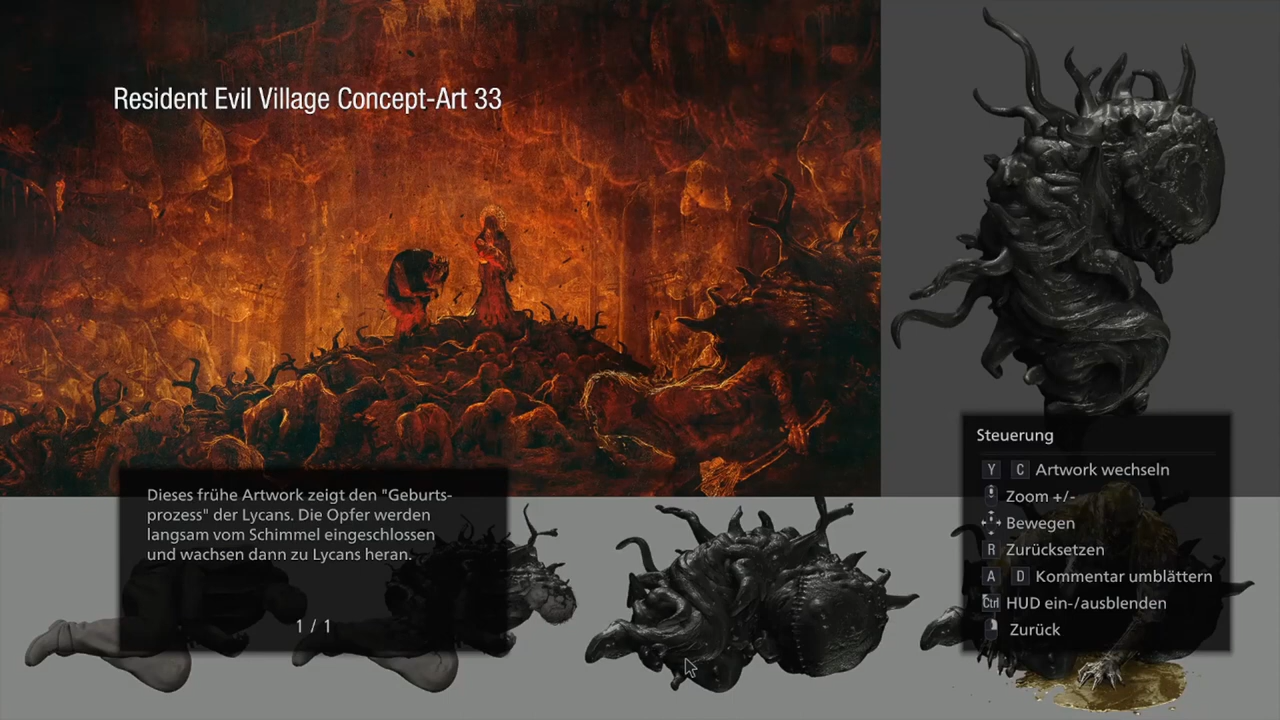 Resident Evil Village Concept-Art 33
Dieses frühe Artwork zeigt den "Geburts-
prozess" der Lycans. Die Opfer werden
langsam vom Schimmel eingeschlossen
und wachsen dann zu Lycans heran.
1 / 1
Steuerung
Y C Artwork wechseln
Zoom +/-
Bewegen
R Zurücksetzen
A D Kommentar umblättern
Ctrl HUD ein-/ausblenden
Zurück